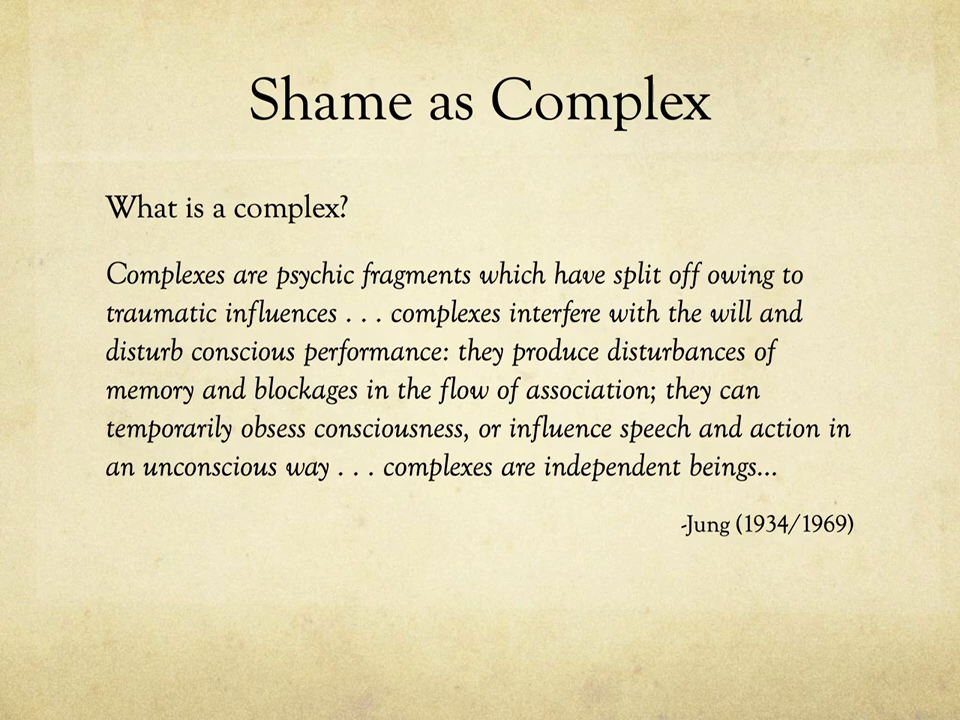 Shame as Complex
What is a complex?
Complexes are psychic fragments which have split off owing to
traumatic influences . . . complexes interfere with the will and
disturb conscious performance: they produce disturbances of
memory and blockages in the flow of association; they can
temporarily obsess consciousness, or influence speech and action in
an unconscious way . . . complexes are independent beings...
-Jung (1934/1969)